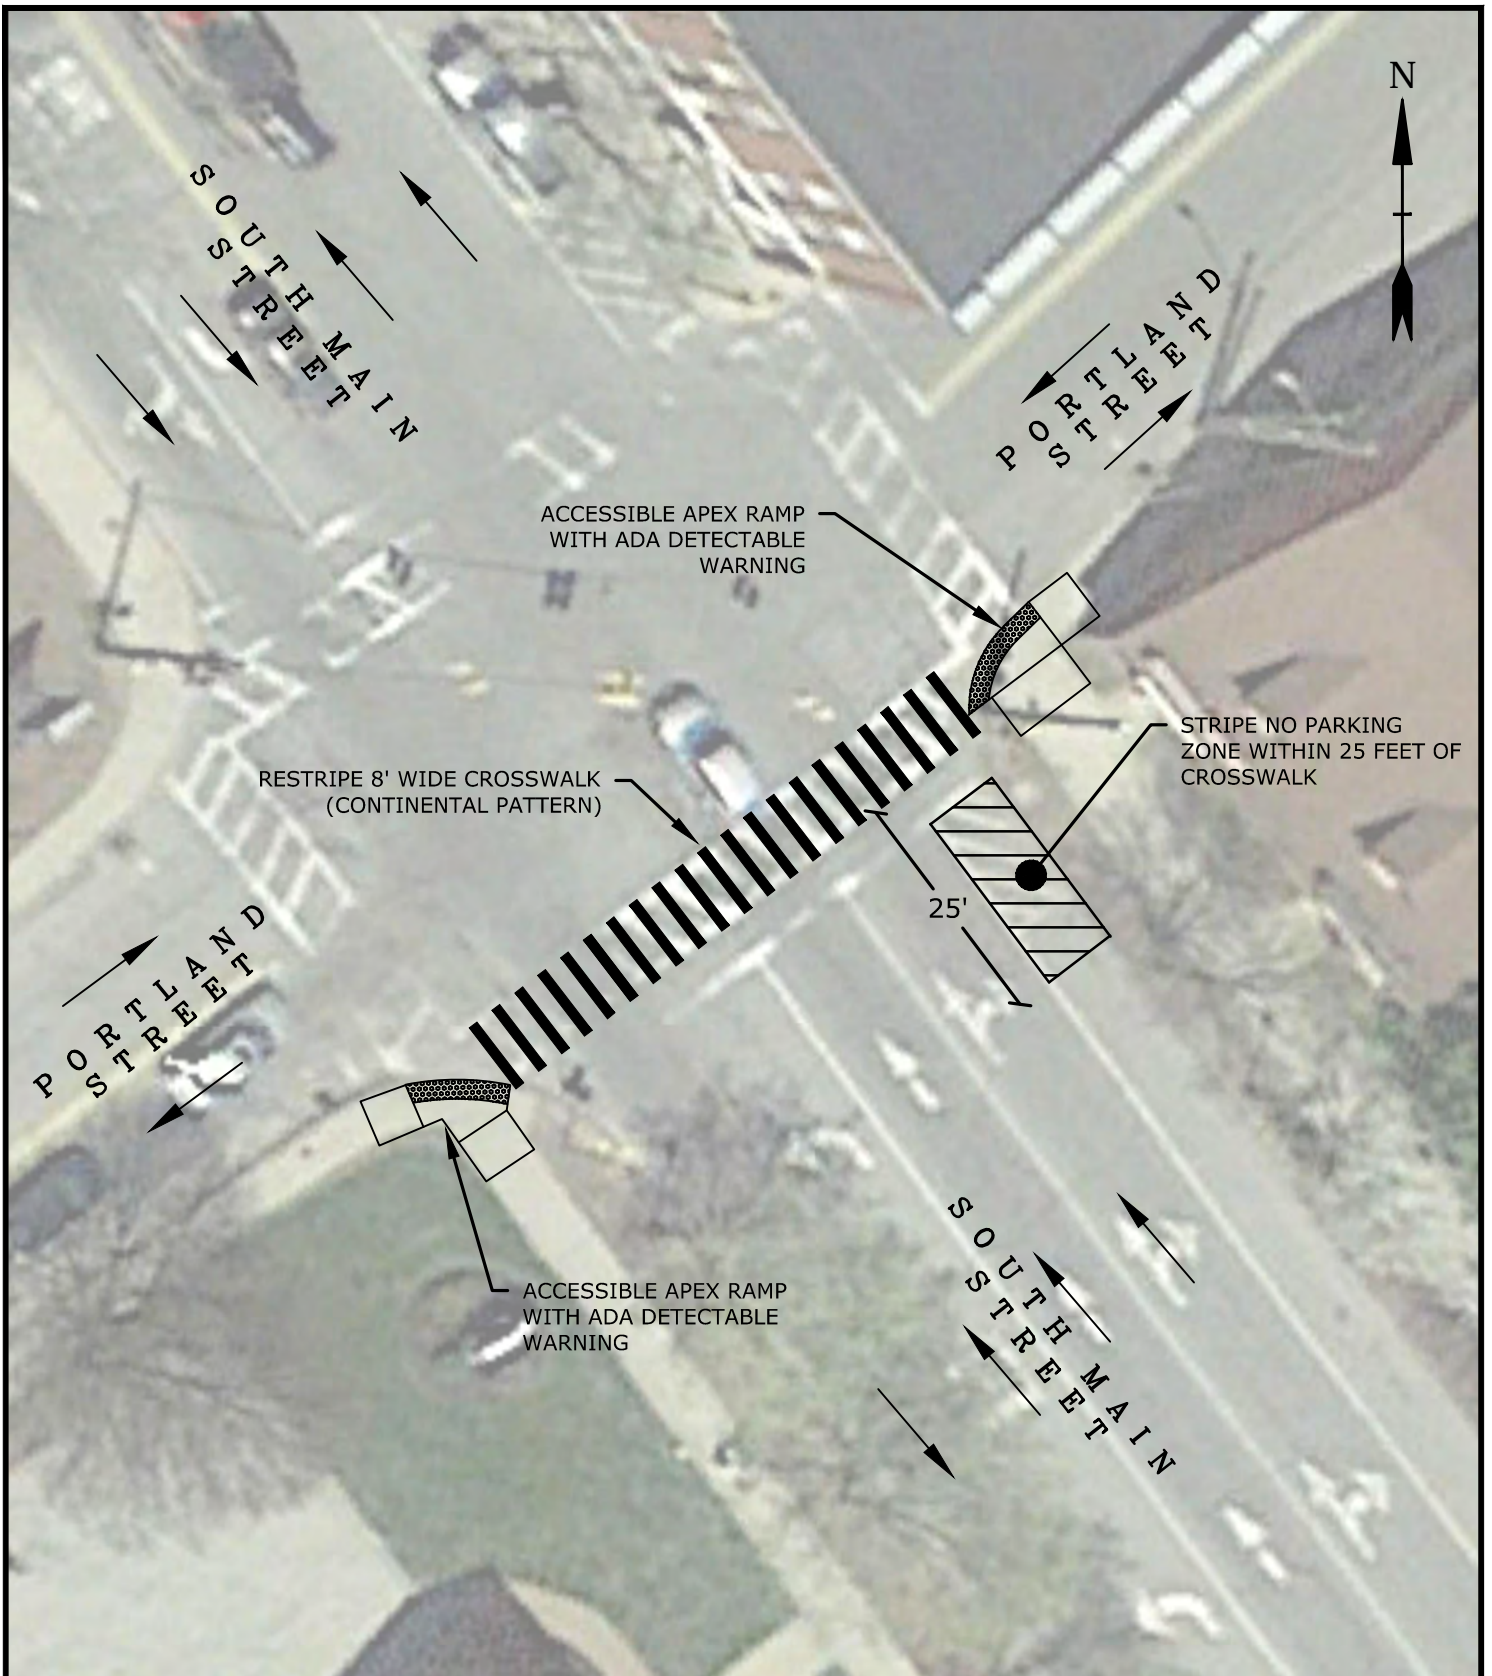 N
SOUTH MAIN
STREET
PORTLAND
STREET
ACCESSIBLE APEX RAMP
WITH ADA DETECTABLE
WARNING
STRIPE NO PARKING
ZONE WITHIN 25 FEET OF
CROSSWALK
RESTRIPE 8' WIDE CROSSWALK
(CONTINENTAL PATTERN)
25'
PORTLAND
STREET
SOUTH MAIN
STREET
ACCESSIBLE APEX RAMP
WITH ADA DETECTABLE
WARNING